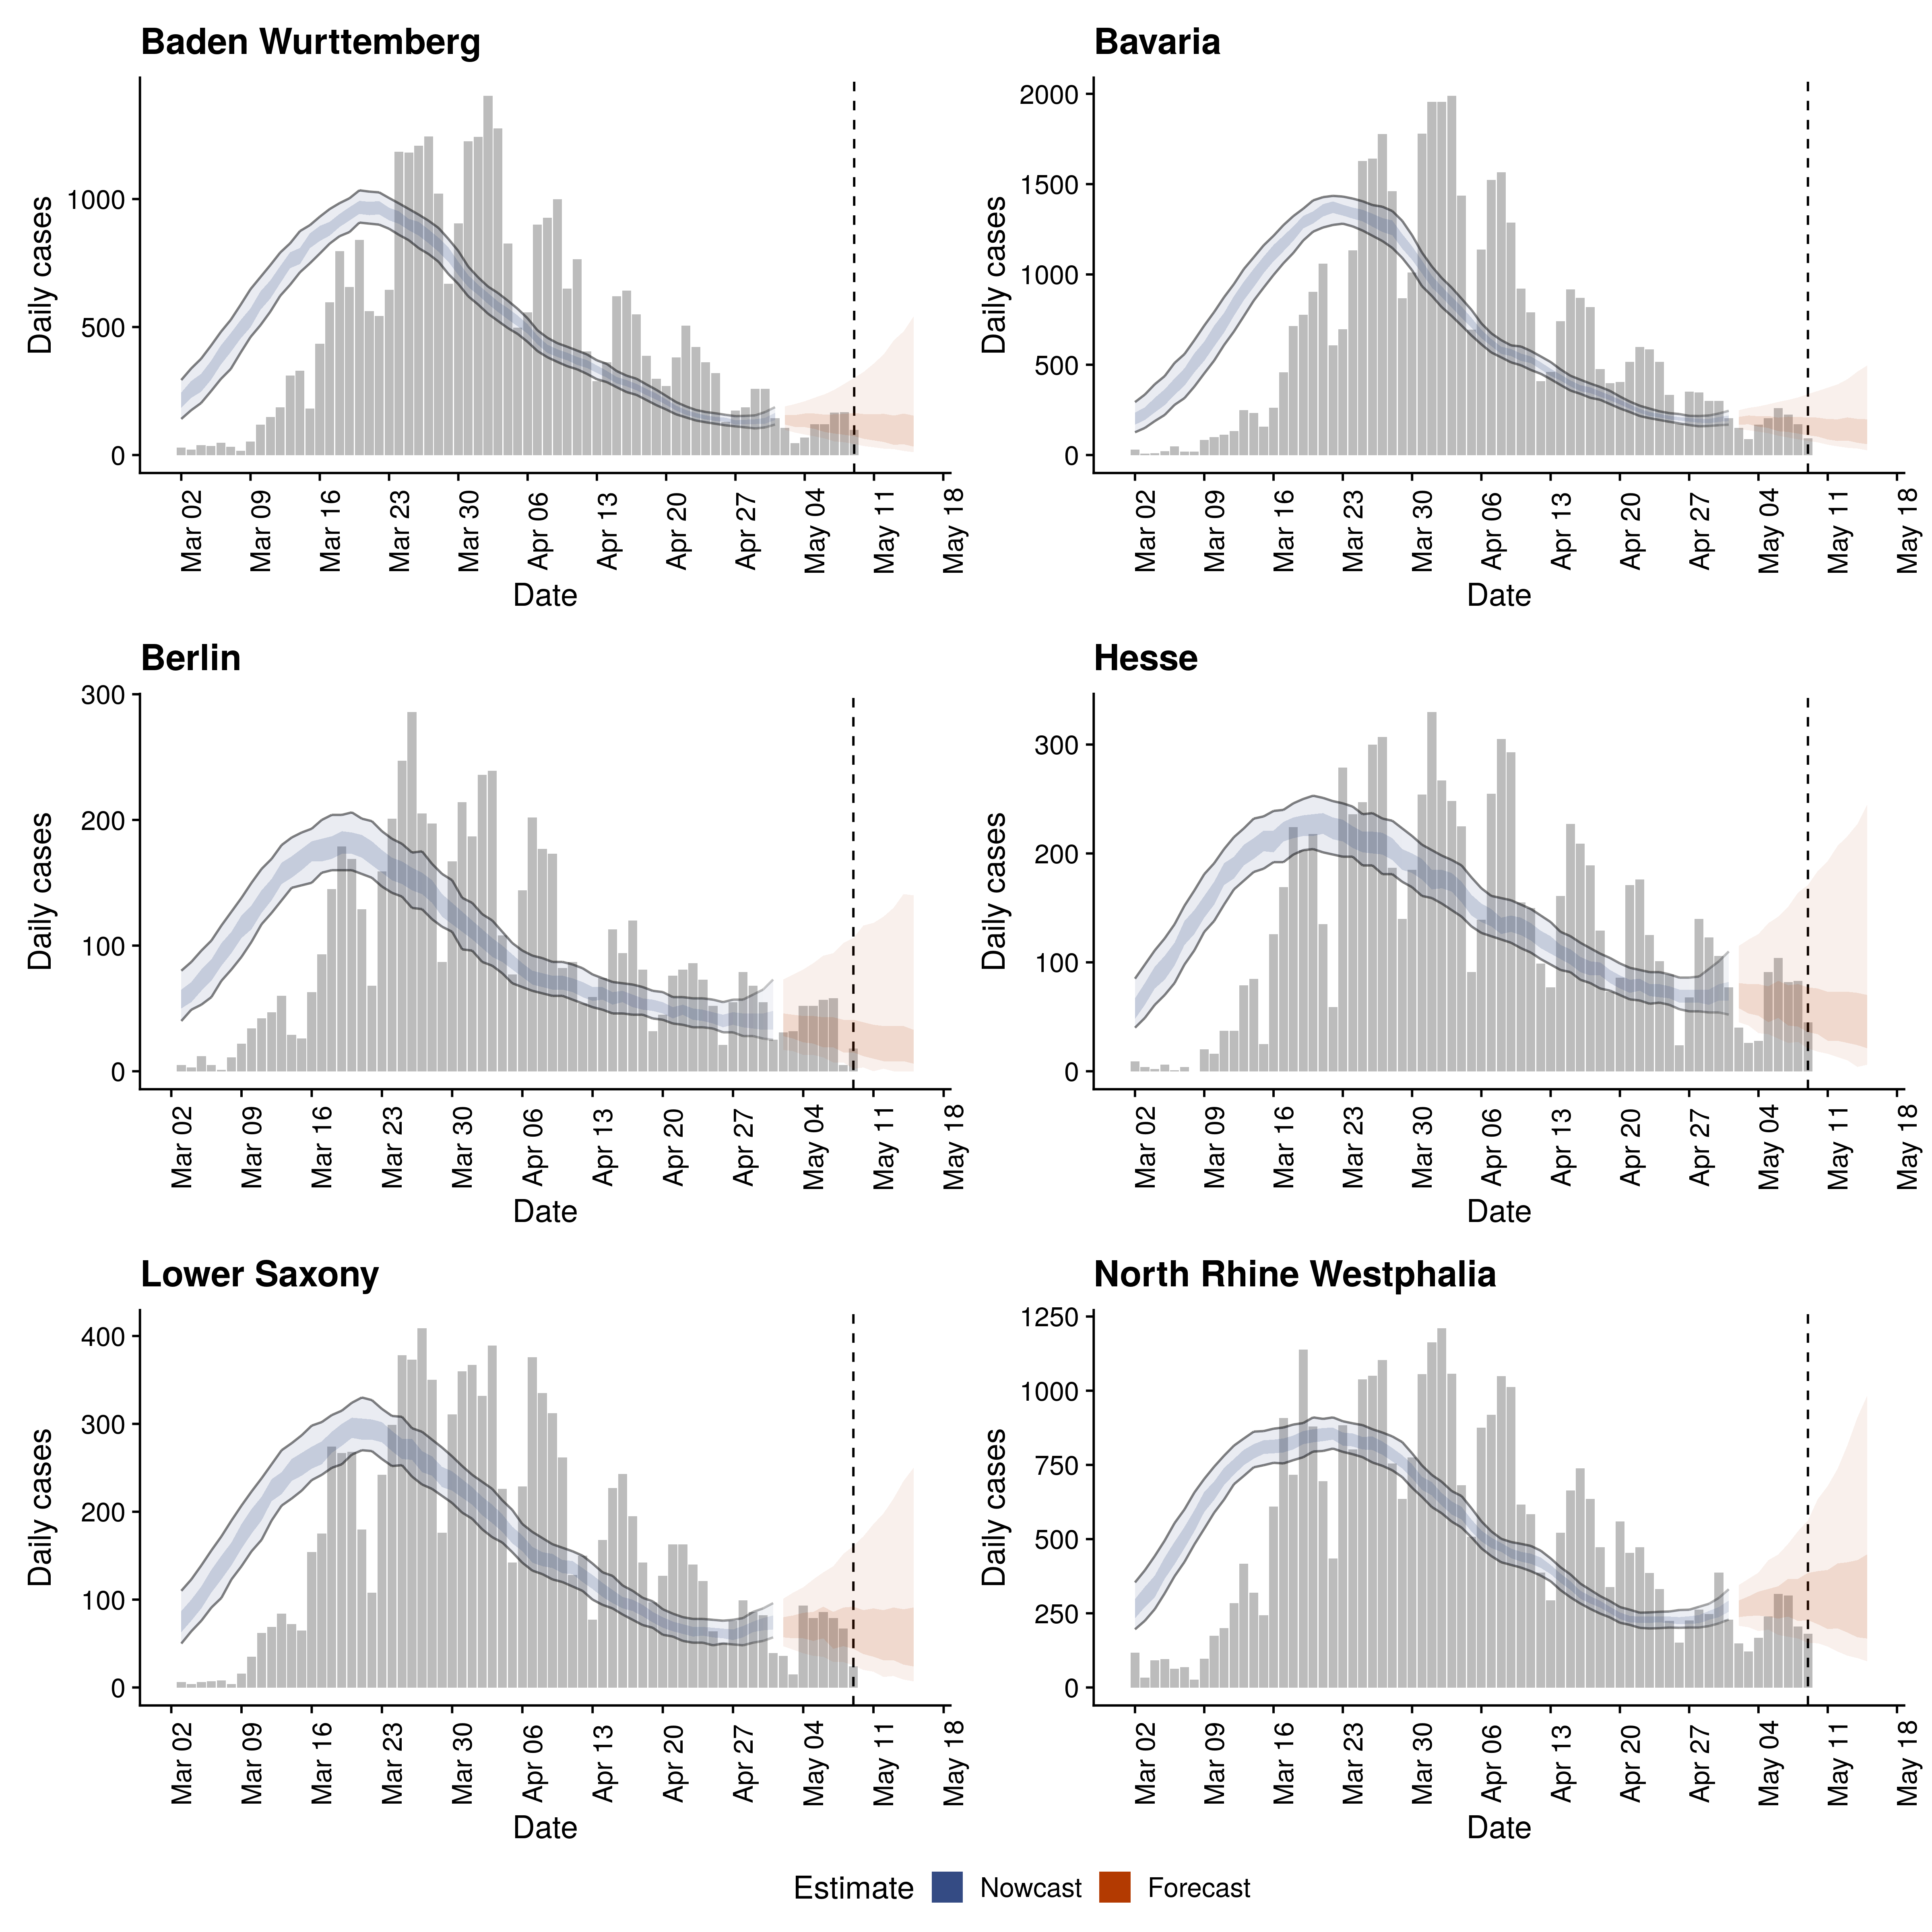 Baden Wurttemberg
Daily cases
1000
500
0
Mar 02
Mar 09
Mar 16
Mar 23
Mar 30
Apr 06
Apr 13
Apr 20
Apr 27
May 04
May 11
May 18
Date
Bavaria
Daily cases
2000
1500
1000
500
0
Mar 02
Mar 09
Mar 16
Mar 23
Mar 30
Apr 06
Apr 13
Apr 20
Apr 27
May 04
May 11
May 18
Date
Berlin
Daily cases
300
200
100
0
Mar 02
Mar 09
Mar 16
Mar 23
Mar 30
Apr 06
Apr 13
Apr 20
Apr 27
May 04
May 11
May 18
Date
Hesse
Daily cases
300
200
100
0
Mar 02
Mar 09
Mar 16
Mar 23
Mar 30
Apr 06
Apr 13
Apr 20
Apr 27
May 04
May 11
May 18
Date
Lower Saxony
Daily cases
400
300
200
100
0
Mar 02
Mar 09
Mar 16
Mar 23
Mar 30
Apr 06
Apr 13
Apr 20
Apr 27
May 04
May 11
May 18
Date
North Rhine Westphalia
Daily cases
1250
1000
750
500
250
0
Mar 02
Mar 09
Mar 16
Mar 23
Mar 30
Apr 06
Apr 13
Apr 20
Apr 27
May 04
May 11
May 18
Date
Estimate Nowcast Forecast